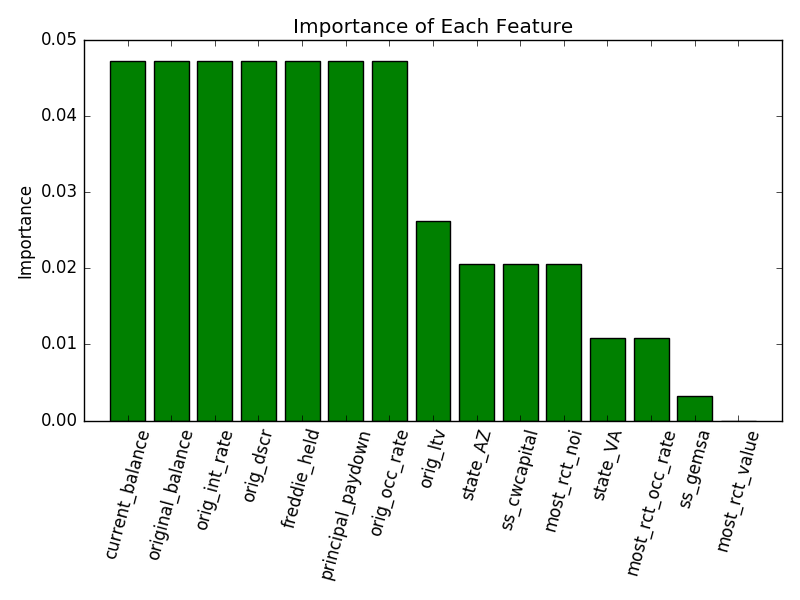 Importance of Each Feature
0.05
0.04
0.03
0.02
0.01
0.00
Importance
current_balance
original_balance
orig_int_rate
orig_dscr
freddie_held
principal_paydown
orig_occ_rate
orig_ltv
state_AZ
ss_cwcapital
most_rct_noi
state_VA
most_rct_occ_rate
ss_gemsa
most_rct_value